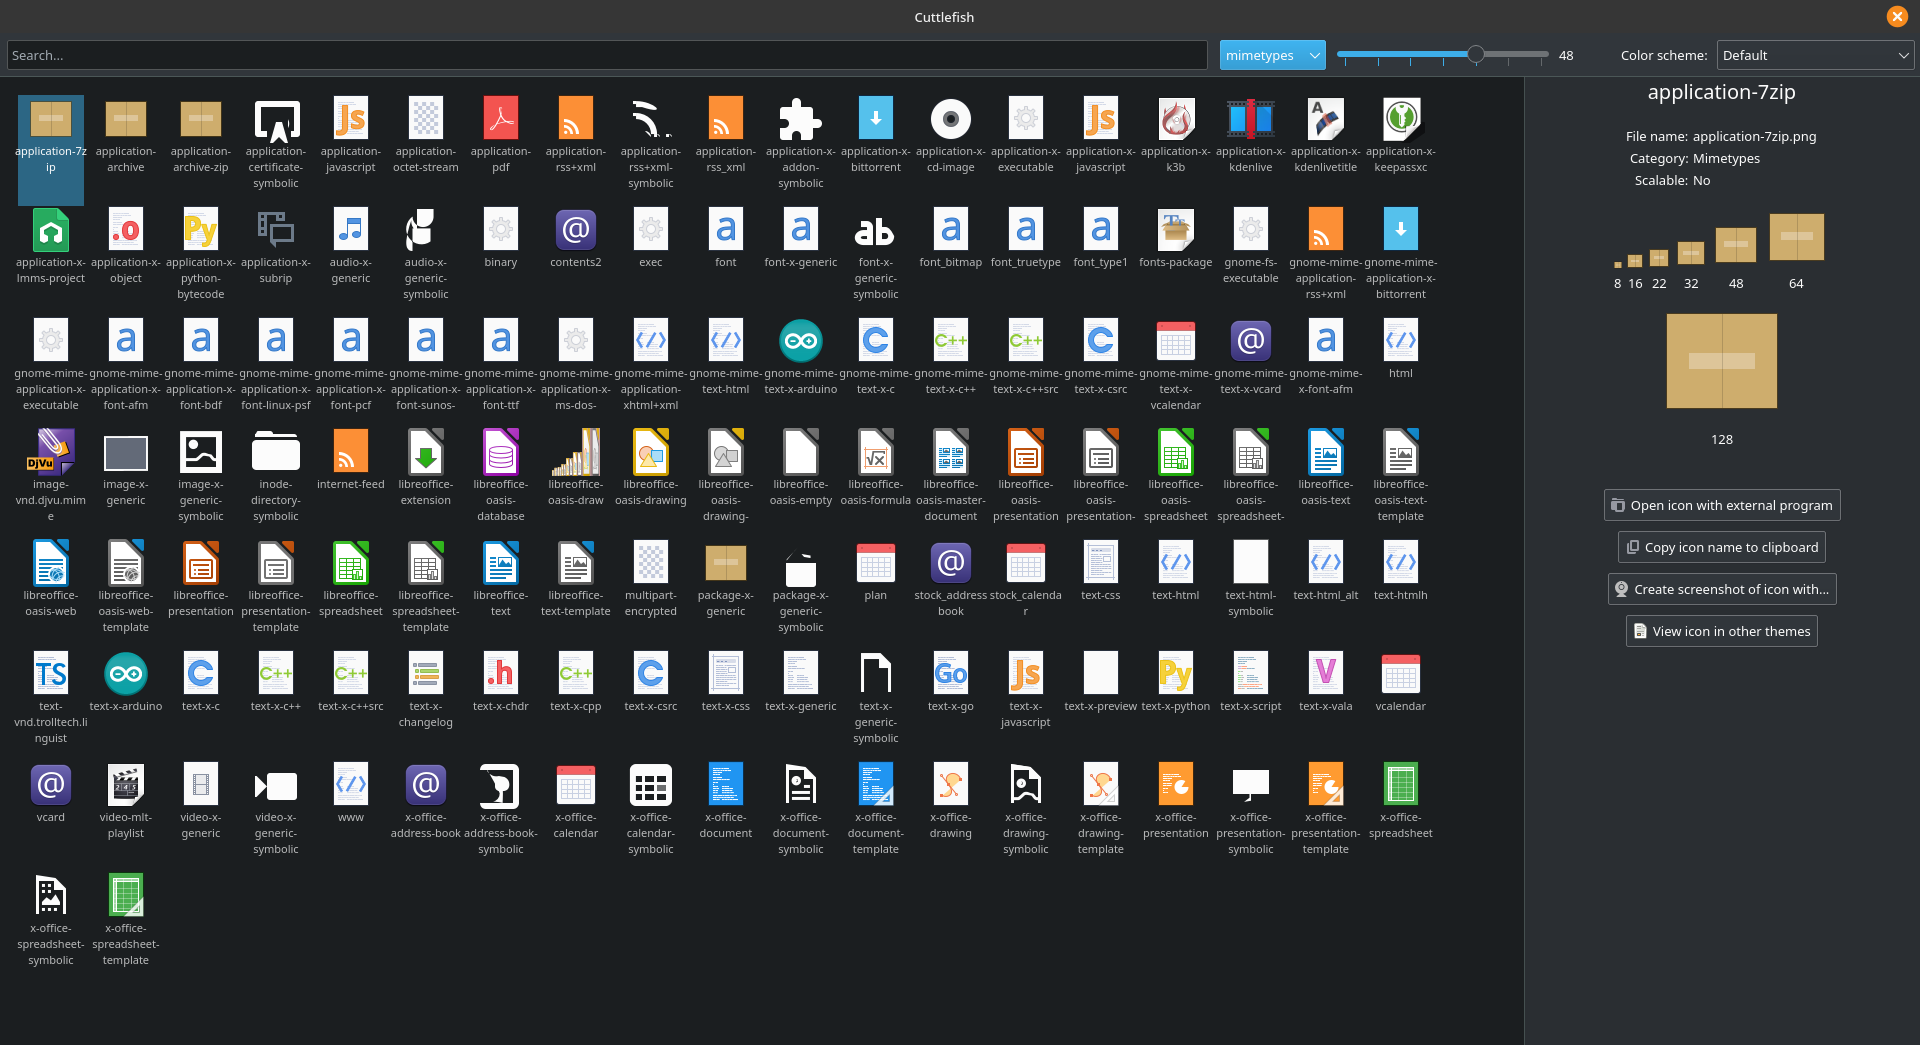 Cuttlefish
Search...
mimetypes
48
Color scheme:
Default
application-7z
ip
application-
archive
application-
archive-zip
application-
certificate-
symbolic
application-
javascript
application-
octet-stream
application-
pdf
application-
rss+xml
application-
rss+xml-
symbolic
application-
rss_xml
application-x-
addon-
symbolic
application-x-
bittorrent
application-x-
cd-image
application-x-
executable
application-x-
javascript
application-x-
k3b
application-x-
kdenlive
application-x-
kdenlivetitle
application-x-
keepassxc
application-x-
lmms-project
application-x-
object
application-x-
python-
bytecode
application-x-
subrip
audio-x-
generic
audio-x-
generic-
symbolic
binary
contents2
exec
font
font-x-generic
font-x-
generic-
symbolic
font_bitmap
font_truetype
font_type1
fonts-package
gnome-fs-
executable
gnome-mime-
application-
rss+xml
gnome-mime-
application-x-
bittorrent
gnome-mime-
application-x-
executable
gnome-mime-
application-x-
font-afm
gnome-mime-
application-x-
font-bdf
gnome-mime-
application-x-
font-linux-psf
gnome-mime-
application-x-
font-pcf
gnome-mime-
application-x-
font-sunos-
gnome-mime-
application-x-
font-ttf
gnome-mime-
application-x-
ms-dos-
gnome-mime-
application-
xhtml+xml
gnome-mime-
text-html
gnome-mime-
text-x-arduino
gnome-mime-
text-x-c
gnome-mime-
text-x-c++
gnome-mime-
text-x-c++src
gnome-mime-
text-x-csrc
gnome-mime-
text-x-
vcalendar
gnome-mime-
text-x-vcard
gnome-mime-
x-font-afm
html
image-
vnd.djvu.mim
e
image-x-
generic
image-x-
generic-
symbolic
inode-
directory-
symbolic
internet-feed
libreoffice-
extension
libreoffice-
oasis-
database
libreoffice-
oasis-draw
libreoffice-
oasis-drawing
libreoffice-
oasis-
drawing-
libreoffice-
oasis-empty
libreoffice-
oasis-formula
libreoffice-
oasis-master-
document
libreoffice-
oasis-
presentation
libreoffice-
oasis-
presentation-
libreoffice-
oasis-
spreadsheet
libreoffice-
oasis-
spreadsheet-
libreoffice-
oasis-text
libreoffice-
oasis-text-
template
libreoffice-
oasis-web
libreoffice-
oasis-web-
template
libreoffice-
presentation
libreoffice-
presentation-
template
libreoffice-
spreadsheet
libreoffice-
spreadsheet-
template
libreoffice-
text
libreoffice-
text-template
multipart-
encrypted
package-x-
generic
package-x-
generic-
symbolic
plan
stock_address
book
stock_calenda
r
text-css
text-html
text-html-
symbolic
text-html_alt
text-htmlh
text-
vnd.trolltech.li
nguist
text-x-arduino
text-x-c
text-x-c++
text-x-c++src
text-x-
changelog
text-x-chdr
text-x-cpp
text-x-csrc
text-x-css
text-x-generic
text-x-
generic-
symbolic
text-x-go
text-x-
javascript
text-x-preview
text-x-python
text-x-script
text-x-vala
vcalendar
vcard
video-mlt-
playlist
video-x-
generic
video-x-
generic-
symbolic
www
x-office-
address-book
x-office-
address-book-
symbolic
x-office-
calendar
x-office-
calendar-
symbolic
x-office-
document
x-office-
document-
symbolic
x-office-
document-
template
x-office-
drawing
x-office-
drawing-
symbolic
x-office-
drawing-
template
x-office-
presentation
x-office-
presentation-
symbolic
x-office-
presentation-
template
x-office-
spreadsheet
x-office-
spreadsheet-
symbolic
x-office-
spreadsheet-
template
application-7zip
File name: application-7zip.png
Category: Mimetypes
Scalable: No
8 16 22 32 48 64
128
Open icon with external program
Copy icon name to clipboard
Create screenshot of icon with...
View icon in other themes